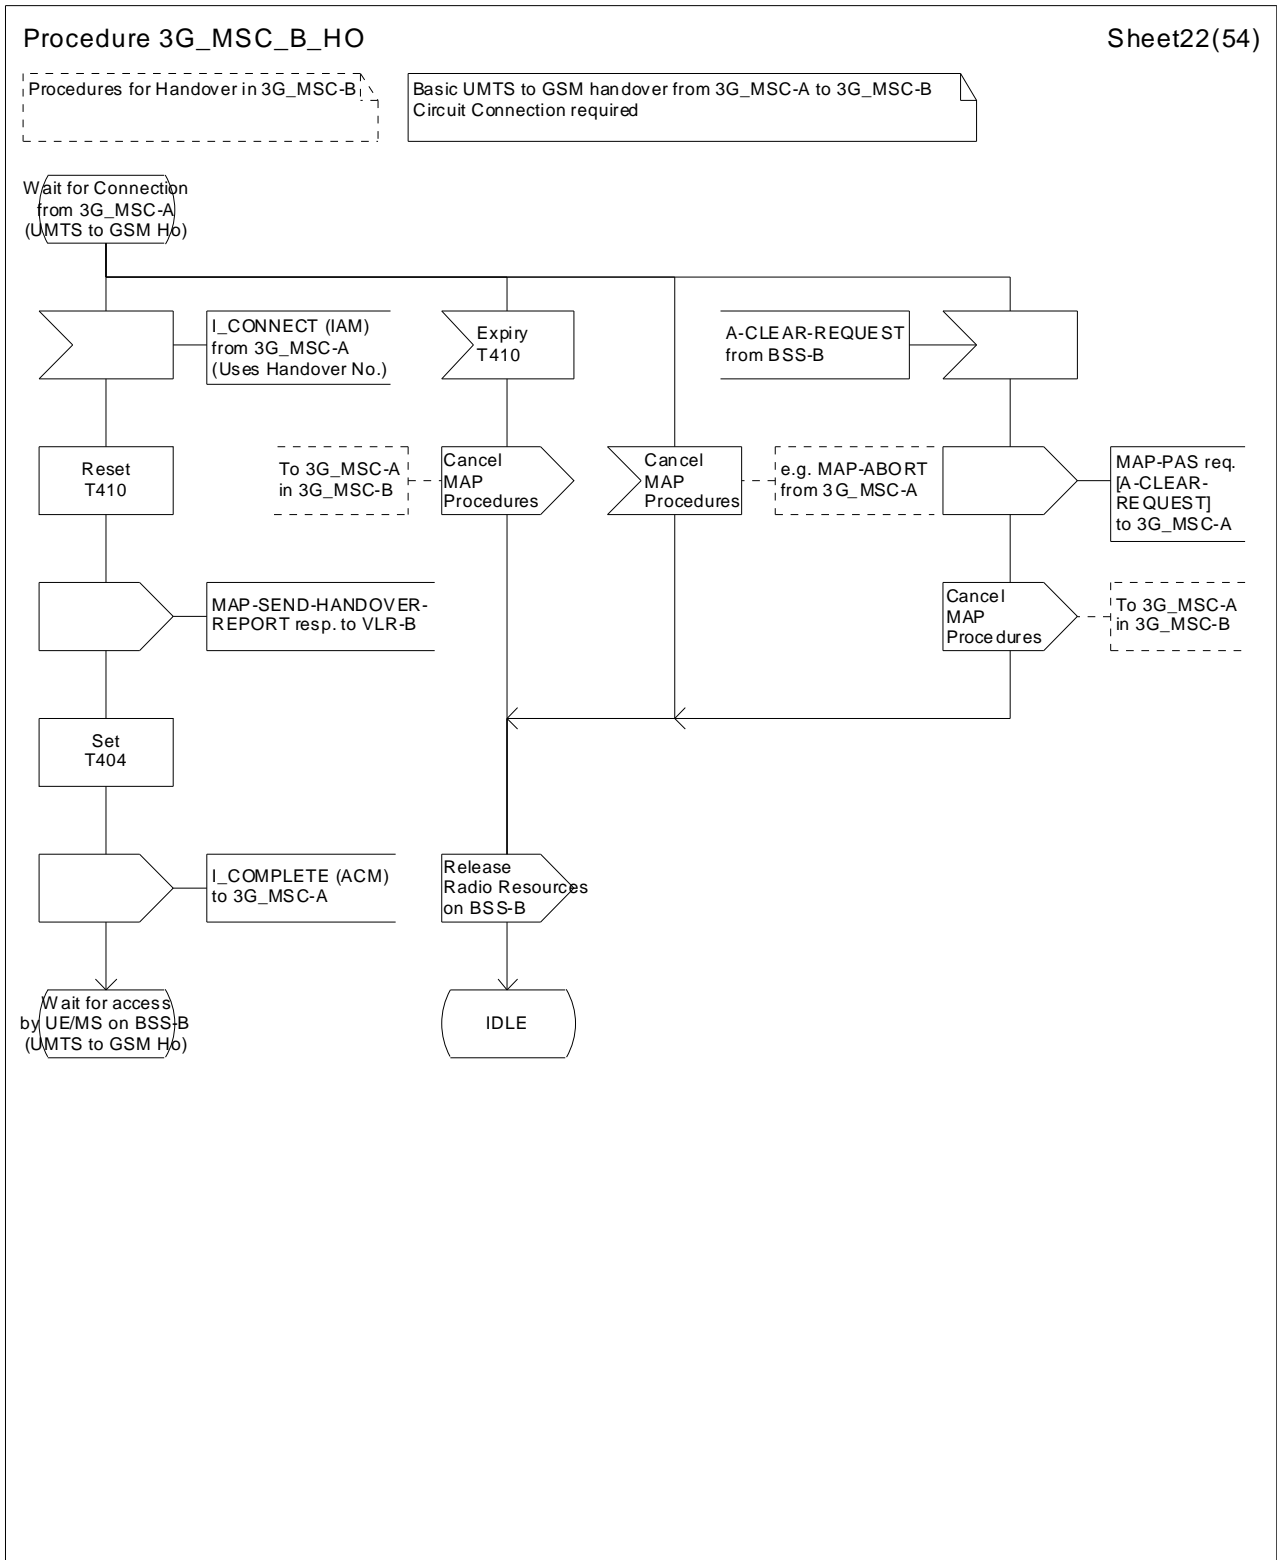 Procedure 3G_MSC_B_HO
Sheet22(54)
Procedures for Handover in 3G_MSC-B
Basic UMTS to GSM handover from 3G_MSC-A to 3G_MSC-B
Circuit Connection required
Wait for Connection
from 3G_MSC-A
(UMTS to GSM Ho)
I_CONNECT (IAM)
from 3G_MSC-A
(Uses Handover No.)
Expiry
T410
A-CLEAR-REQUEST
from BSS-B
Reset
T410
To 3G_MSC-A
in 3G_MSC-B
Cancel
MAP
Procedures
Cancel
MAP
Procedures
e.g. MAP-ABORT
from 3G_MSC-A
MAP-PAS req.
[A-CLEAR-
REQUEST]
to 3G_MSC-A
MAP-SEND-HANDOVER-
REPORT resp. to VLR-B
Cancel
MAP
Procedures
To 3G_MSC-A
in 3G_MSC-B
Set
T404
I_COMPLETE (ACM)
to 3G_MSC-A
Release
Radio Resources
on BSS-B
Wait for access
by UE/MS on BSS-B
(UMTS to GSM Ho)
IDLE